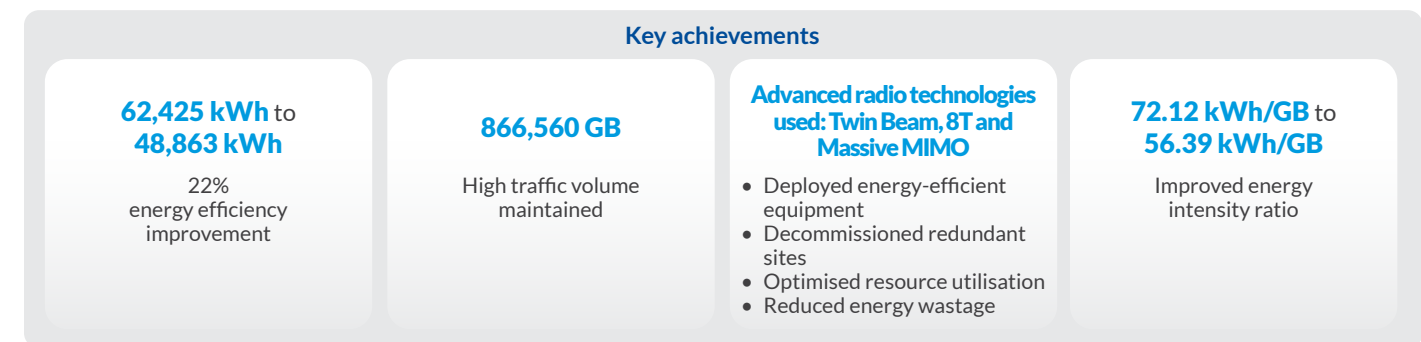 Key achievements
62,425 kWh to
48,863 kWh
22%
energy efficiency
improvement
866,560 GB
High traffic volume
maintained
Advanced radio technologies
used: Twin Beam, 8T and
Massive MIMO
• Deployed energy-efficient
equipment
• Decommissioned redundant
sites
• Optimised resource utilisation
• Reduced energy wastage
72.12 kWh/GB to
56.39 kWh/GB
Improved energy
intensity ratio